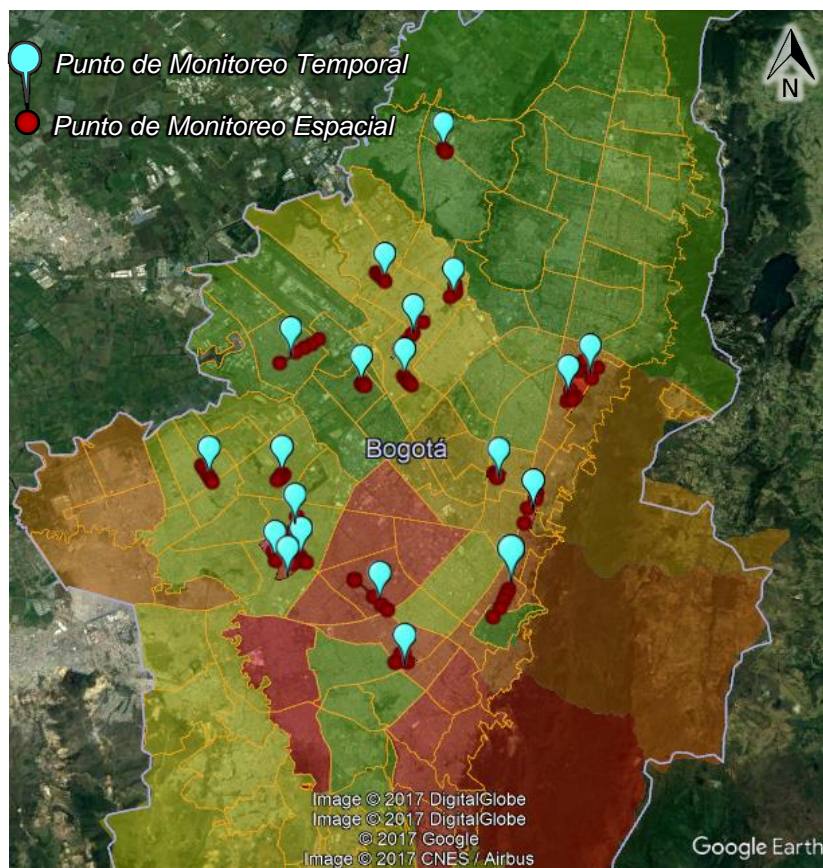 Punto de Monitoreo Temporal
Punto de Monitoreo Espacial
N
Bogotá
Image © 2017 DigitalGlobe
Image © 2017 DigitalGlobe
© 2017 Google
Image © 2017 CNES / Airbus
Google Earth